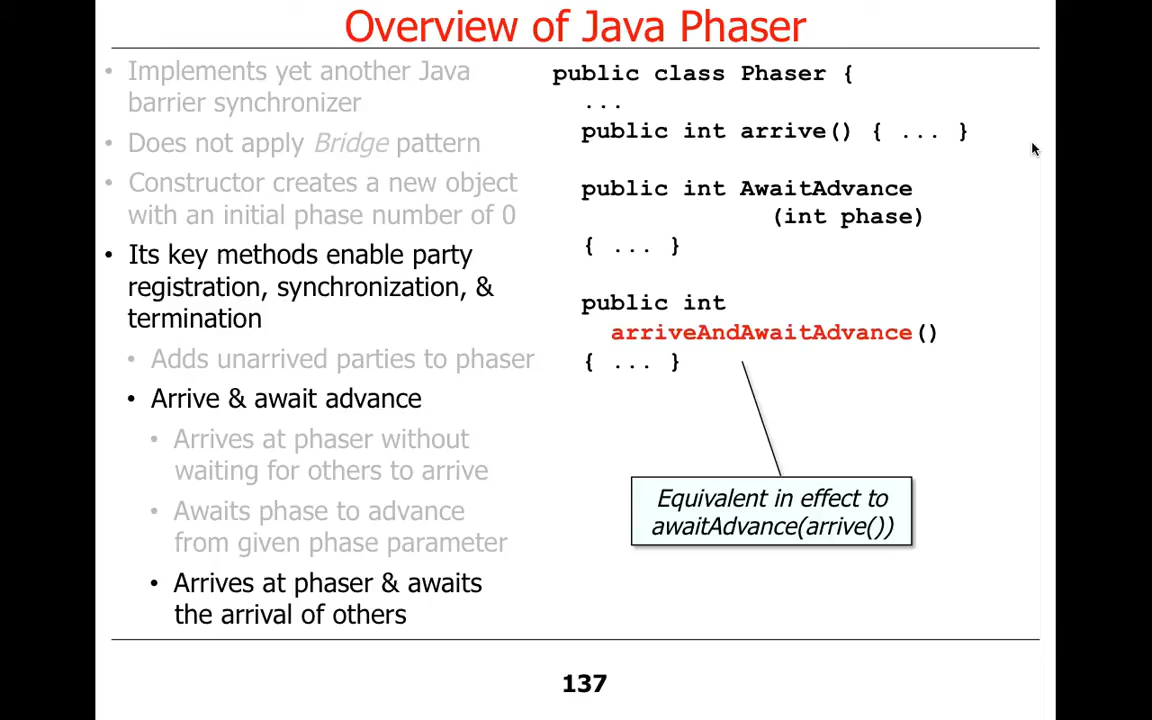 Overview of Java Phaser
• Implements yet another Java
barrier synchronizer
• Does not apply Bridge pattern
• Constructor creates a new object
with an initial phase number of 0
• Its key methods enable party
registration, synchronization, &
termination
• Adds unarrived parties to phaser
• Arrive & await advance
• Arrives at phaser without
waiting for others to arrive
• Awaits phase to advance
from given phase parameter
• Arrives at phaser & awaits
the arrival of others
public class Phaser {
...
public int arrive() { ... }
public int AwaitAdvance
(int phase)
{ ... }
public int
arriveAndAwaitAdvance()
{ ... }
Equivalent in effect to
awaitAdvance(arrive())
137